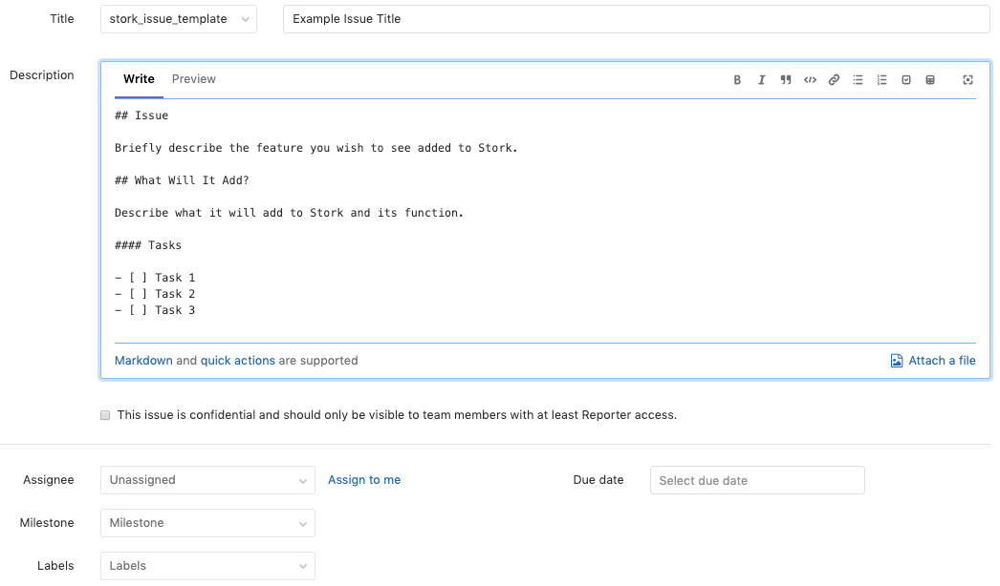 Title stork_issue_template Example Issue Title
Description
Write Preview
## Issue
Briefly describe the feature you wish to see added to Stork.
## What Will It Add?
Describe what it will add to Stork and its function.
#### Tasks
- [ ] Task 1
- [ ] Task 2
- [ ] Task 3
Markdown and quick actions are supported Attach a file
This issue is confidential and should only be visible to team members with at least Reporter access.
Assignee Unassigned Assign to me Due date Select due date
Milestone Milestone
Labels Labels